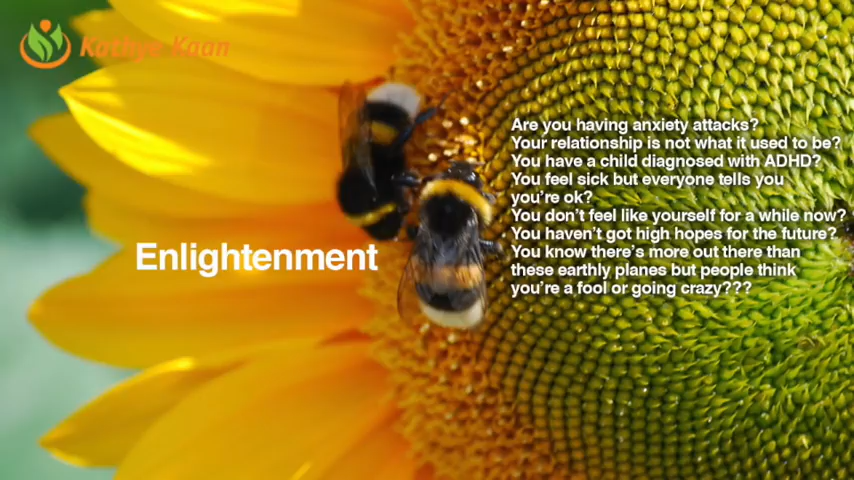 Kathye Kaan
Enlightenment
Are you having anxiety attacks?
Your relationship is not what it used to be?
You have a child diagnosed with ADHD?
You feel sick but everyone tells you
you're ok?
You don't feel like yourself for a while now?
You haven't got high hopes for the future?
You know there's more out there than
these earthly planes but people think
you're a fool or going crazy???